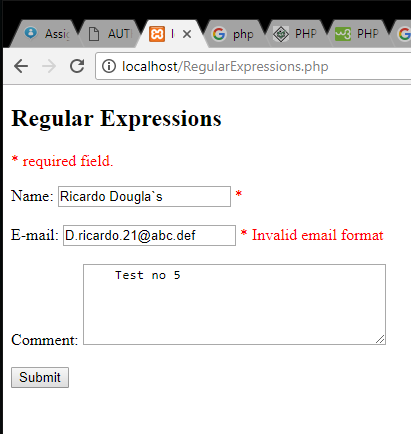 Assig AUT I php PHP PHP
localhost/RegularExpressions.php
Regular Expressions
* required field.
Name: Ricardo Dougla`s *
E-mail: D.ricardo.21@abc.def * Invalid email format
Test no 5
Comment:
Submit